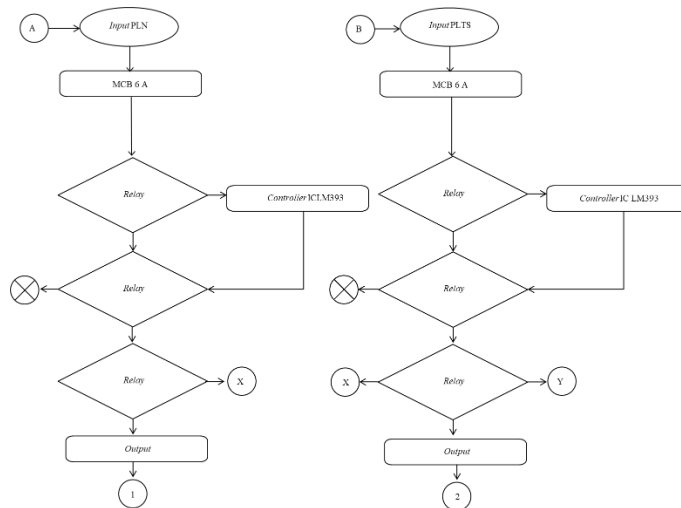 A
Input PLN
MCB 6 A
Relay
Controller IC LM393
Relay
Relay
X
Output
1
B
Input PLTS
MCB 6 A
Relay
Controller IC LM393
Relay
X
Relay
Y
Output
2